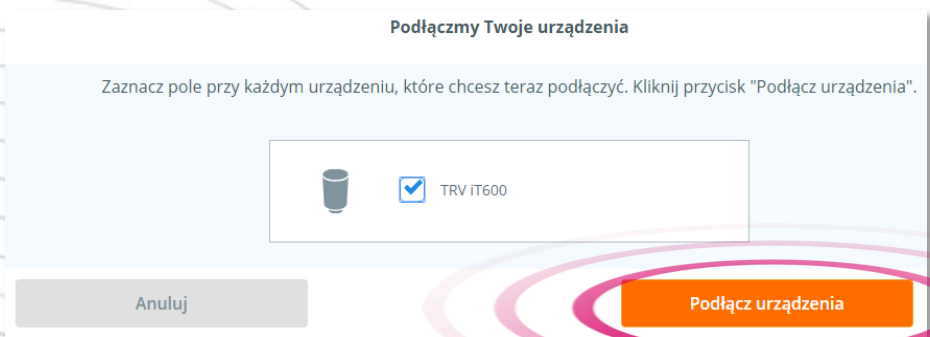 Podłączmy Twoje urządzenia
Zaznacz pole przy każdym urządzeniu, które chcesz teraz podłączyć. Kliknij przycisk "Podłącz urządzenia".
TRV iT600
Anuluj
Podłącz urządzenia